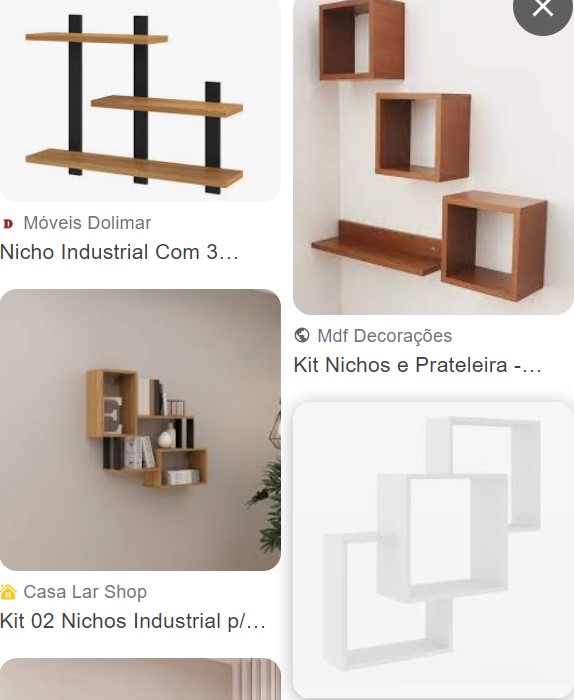 Móveis Dolimar
Nicho Industrial Com 3...
Mdf Decorações
Kit Nichos e Prateleira -...
Casa Lar Shop
Kit 02 Nichos Industrial p/...